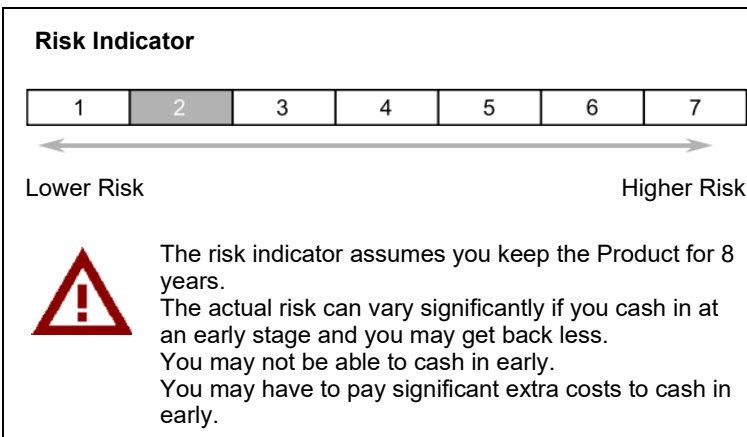 Risk Indicator
1 2 3 4 5 6 7
Lower Risk Higher Risk
The risk indicator assumes you keep the Product for 8
years.
The actual risk can vary significantly if you cash in at
an early stage and you may get back less.
You may not be able to cash in early.
You may have to pay significant extra costs to cash in
early.